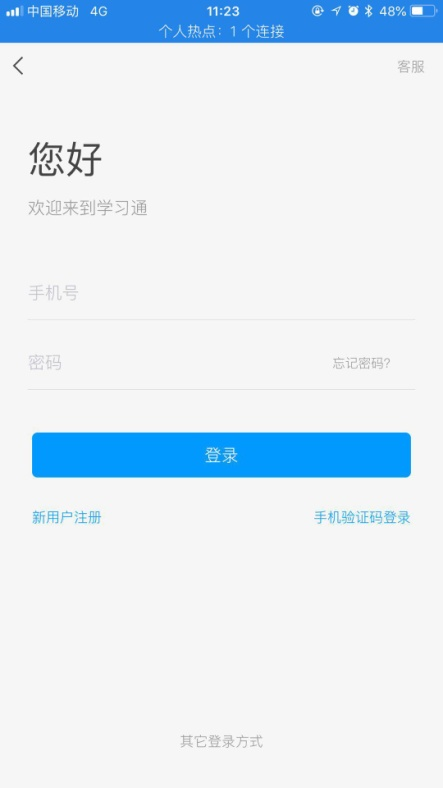 中国移动 4G 11:23 48%
个人热点：1 个连接
客服
您好
欢迎来到学习通
手机号
密码 忘记密码?
登录
新用户注册 手机验证码登录
其它登录方式